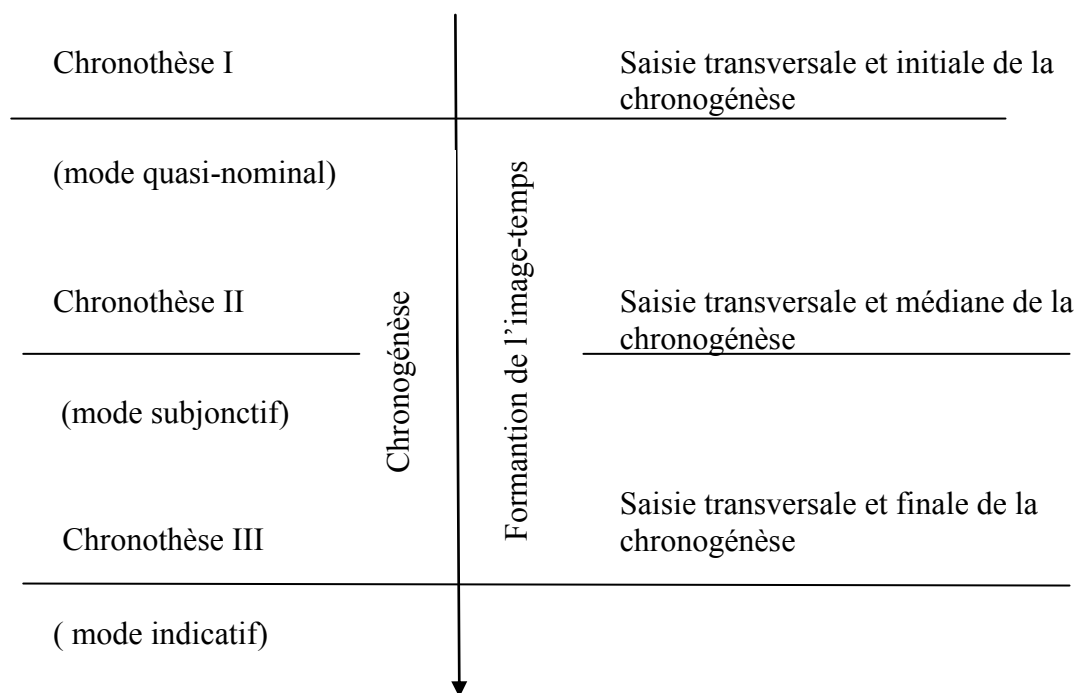 Chronothèse I
Saisie transversale et initiale de la
chronogénèse
(mode quasi-nominal)
Chronogénèse
Formantion de l’image-temps
Chronothèse II
Saisie transversale et médiane de la
chronogénèse
(mode subjonctif)
Saisie transversale et finale de la
chronogénèse
Chronothèse III
( mode indicatif)